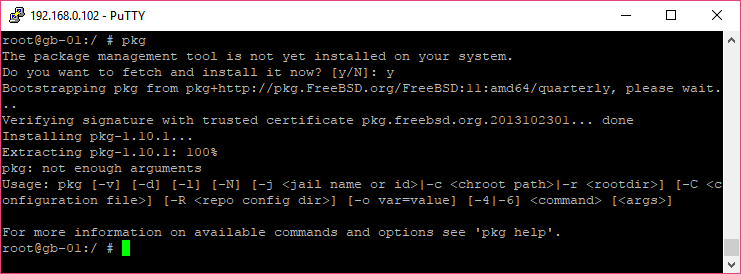 192.168.0.102 - PuTTY
root@gb-01:/ # pkg
The package management tool is not yet installed on your system.
Do you want to fetch and install it now? [y/N]: y
Bootstrapping pkg from pkg+http://pkg.FreeBSD.org/FreeBSD:11:amd64/quarterly, please wait.
..
Verifying signature with trusted certificate pkg.freebsd.org.2013102301... done
Installing pkg-1.10.1...
Extracting pkg-1.10.1: 100%
pkg: not enough arguments
Usage: pkg [-v] [-d] [-l] [-N] [-j <jail name or id>|-c <chroot path>|-r <rootdir>] [-C <c
onfiguration file>] [-R <repo config dir>] [-o var=value] [-4|-6] <command> [<args>]
For more information on available commands and options see 'pkg help'.
root@gb-01:/ #